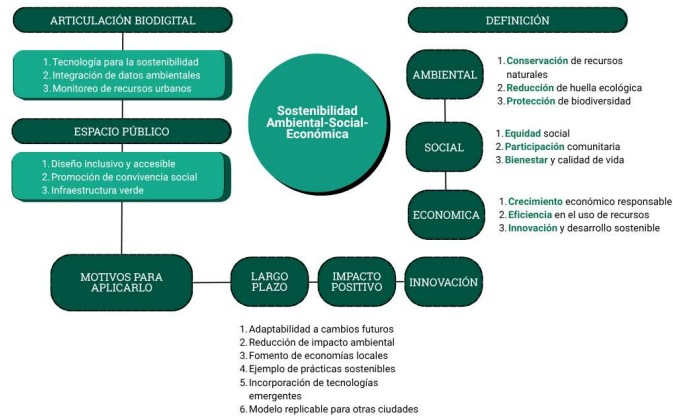 ARTICULACIÓN BIODIGITAL
1. Tecnología para la sostenibilidad
2. Integración de datos ambientales
3. Monitoreo de recursos urbanos
ESPACIO PÚBLICO
1. Diseño inclusivo y accesible
2. Promoción de convivencia social
3. Infraestructura verde
Sostenibilidad
Ambiental-Social-
Económica
DEFINICIÓN
AMBIENTAL
1. Conservación de recursos
naturales
2. Reducción de huella ecológica
3. Protección de biodiversidad
SOCIAL
1. Equidad social
2. Participación comunitaria
3. Bienestar y calidad de vida
ECONOMICA
1. Crecimiento económico responsable
2. Eficiencia en el uso de recursos
3. Innovación y desarrollo sostenible
MOTIVOS PARA
APLICARLO
LARGO
PLAZO
IMPACTO
POSITIVO
INNOVACIÓN
1. Adaptabilidad a cambios futuros
2. Reducción de impacto ambiental
3. Fomento de economías locales
4. Ejemplo de prácticas sostenibles
5. Incorporación de tecnologías
emergentes
6. Modelo replicable para otras ciudades